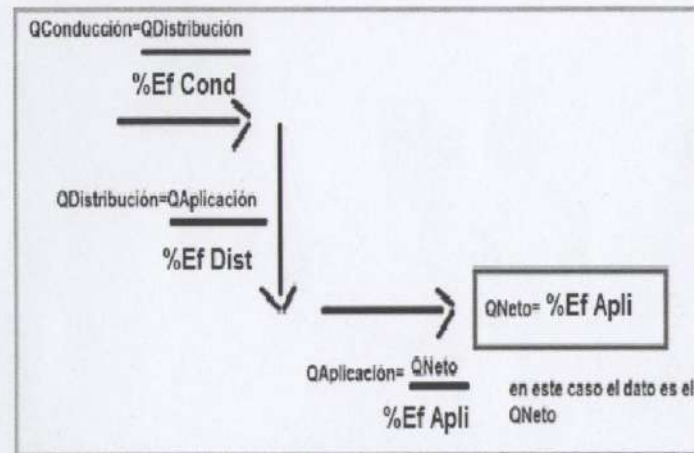 QConducción=QDistribución
%Ef Cond
QDistribución=QAplicación
%Ef Dist
QNeto= %Ef Apli
QAplicación= QNeto
%Ef Apli
en este caso el dato es el
QNeto